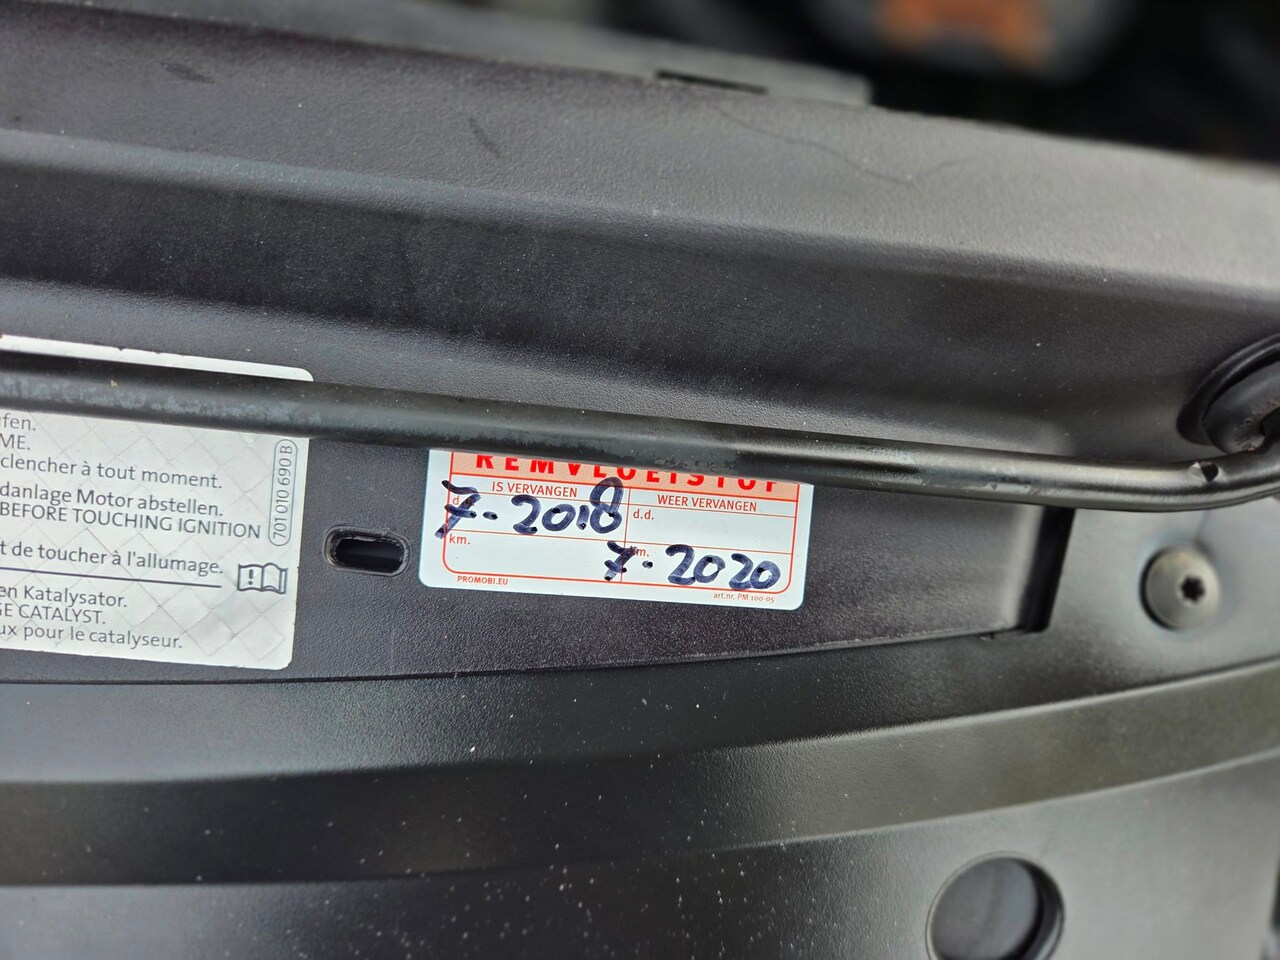 fen.
ME.
clencher à tout moment.
danlage Motor abstellen.
BEFORE TOUCHING IGNITION
t de toucher à l'allumage.
en Katalysator.
GE CATALYST.
ux pour le catalyseur.
701 010 690 B
REMVLOEISTOF
IS VERVANGEN
WEER VERVANGEN
d.d.
7-2018
d.d.
km.
km.
7-2020
PROMOBI.EU
art.nr. PM 100-05